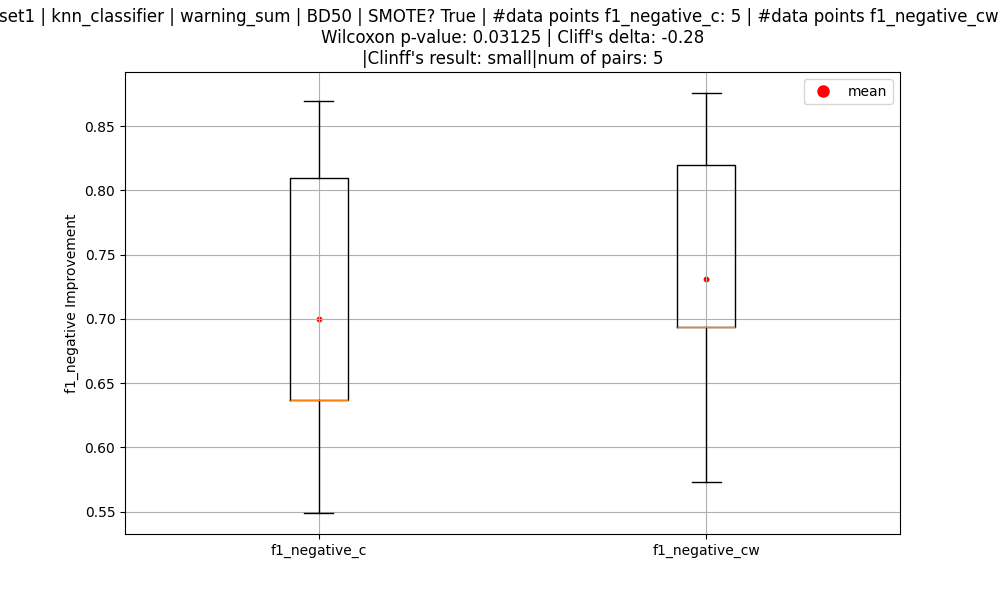 set1 | knn_classifier | warning_sum | BD50 | SMOTE? True | #data points f1_negative_c: 5 | #data points f1_negative_cw
Wilcoxon p-value: 0.03125 | Cliff's delta: -0.28
|Clinff's result: small|num of pairs: 5
mean
0.85
0.80
0.75
0.70
0.65
0.60
0.55
f1_negative Improvement
f1_negative_c
f1_negative_cw